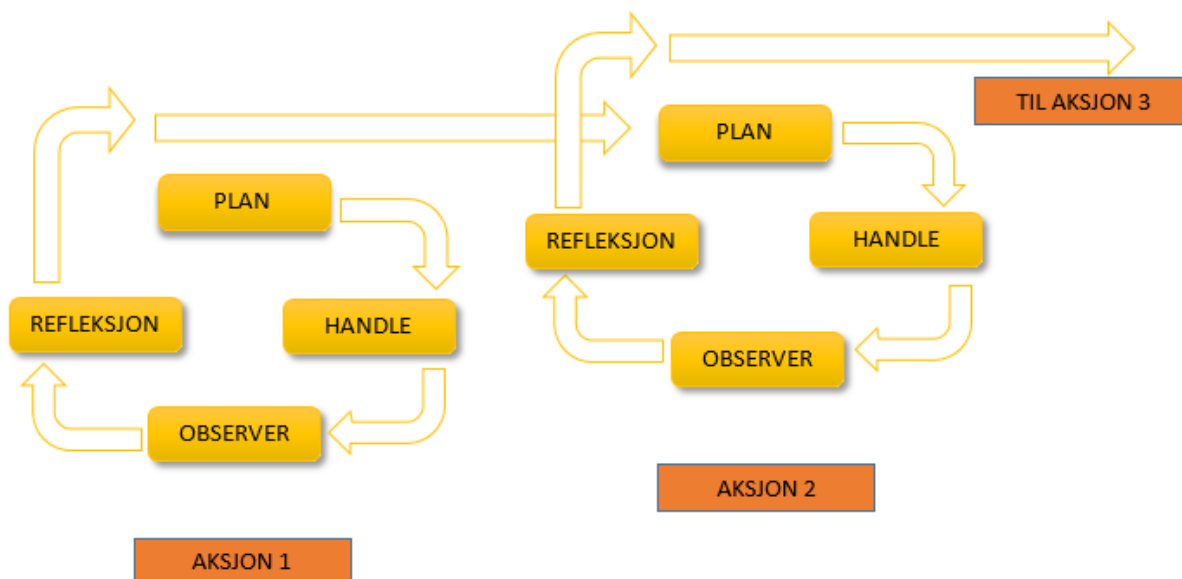 PLAN
HANDLE
OBSERVER
REFLEKSJON
AKSJON 1
PLAN
HANDLE
OBSERVER
REFLEKSJON
AKSJON 2
TIL AKSJON 3